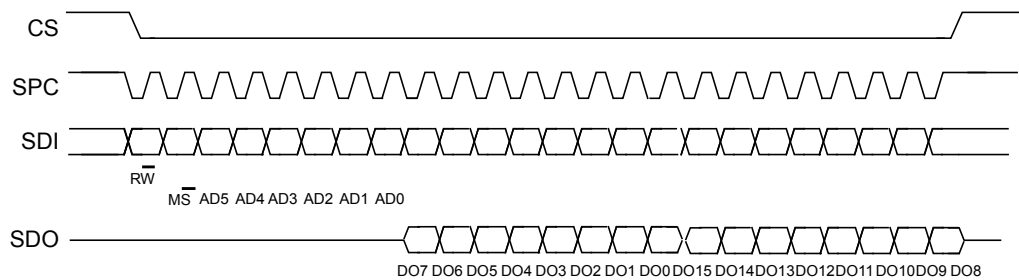 CS
SPC
SDI
RW
MS AD5 AD4 AD3 AD2 AD1 AD0
SDO
DO7 DO6 DO5 DO4 DO3 DO2 DO1 DO0 DO15 DO14 DO13 DO12 DO11 DO10 DO9 DO8